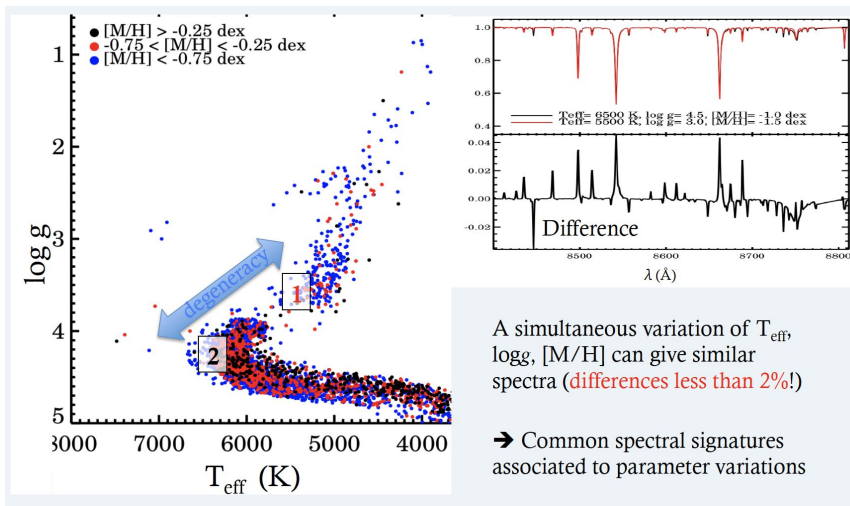 [M/H] > -0.25 dex
-0.75 < [M/H] < -0.25 dex
[M/H] < -0.75 dex
1
2
3
4
5
log g
degeneracy
1
2
8000 7000 6000 5000 4000
Teff (K)
1.0
0.8
0.6
0.4
Teff= 6500 K; log g= 4.5, [M/H]= -1.0 dex
Teff= 5500 K; log g= 3.0, [M/H]= -1.5 dex
0.04
0.02
0.00
-0.02
Difference
8500 8600 8700 8800
λ (Å)
A simultaneous variation of Teff,
logg, [M/H] can give similar
spectra (differences less than 2%!)
➔ Common spectral signatures
associated to parameter variations